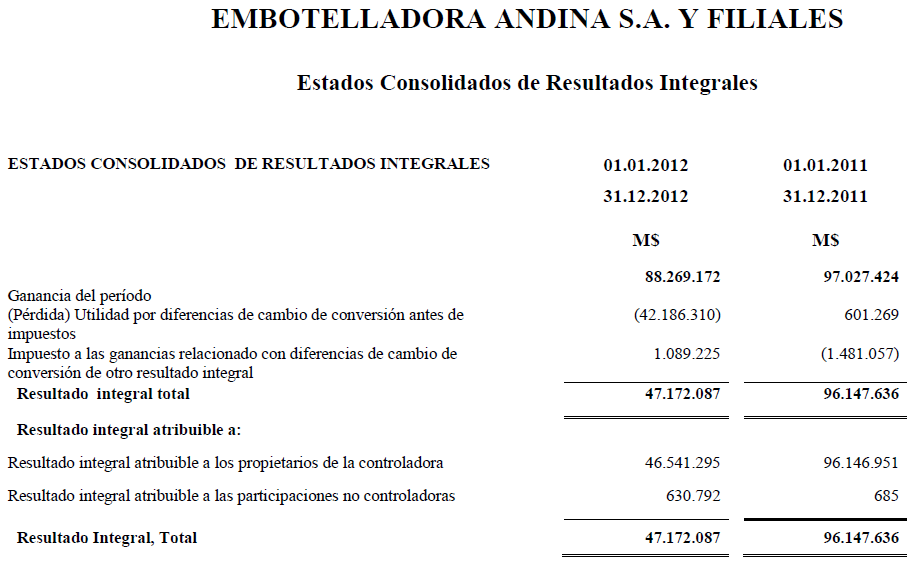 EMBOTELLADORA ANDINA S.A. Y FILIALES
Estados Consolidados de Resultados Integrales
ESTADOS CONSOLIDADOS DE RESULTADOS INTEGRALES 01.01.2012 01.01.2011
31.12.2012 31.12.2011
M$ M$
88.269.172 97.027.424
Ganancia del período
(Pérdida) Utilidad por diferencias de cambio de conversión antes de (42.186.310) 601.269
impuestos
Impuesto a las ganancias relacionado con diferencias de cambio de 1.089.225 (1.481.057)
conversión de otro resultado integral
Resultado integral total 47.172.087 96.147.636
Resultado integral atribuible a:
Resultado integral atribuible a los propietarios de la controladora 46.541.295 96.146.951
Resultado integral atribuible a las participaciones no controladoras 630.792 685
Resultado Integral, Total 47.172.087 96.147.636